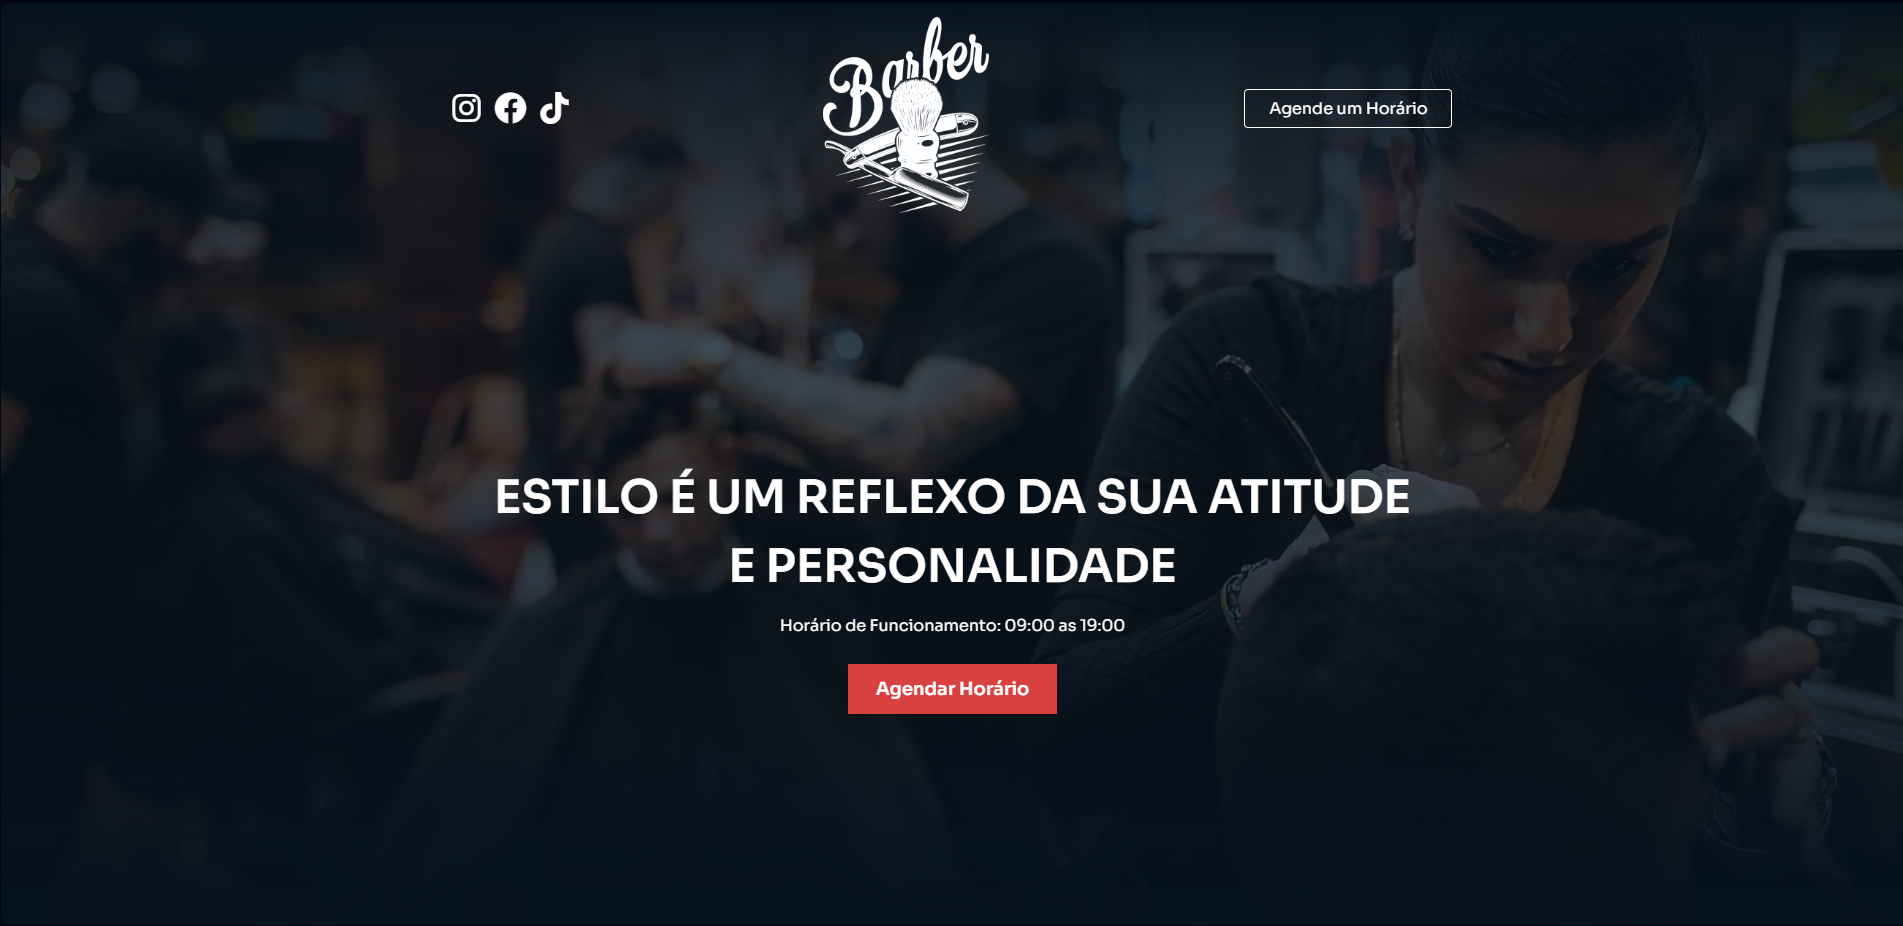 Barber
Agende um Horário
ESTILO É UM REFLEXO DA SUA ATITUDE
E PERSONALIDADE
Horário de Funcionamento: 09:00 as 19:00
Agendar Horário